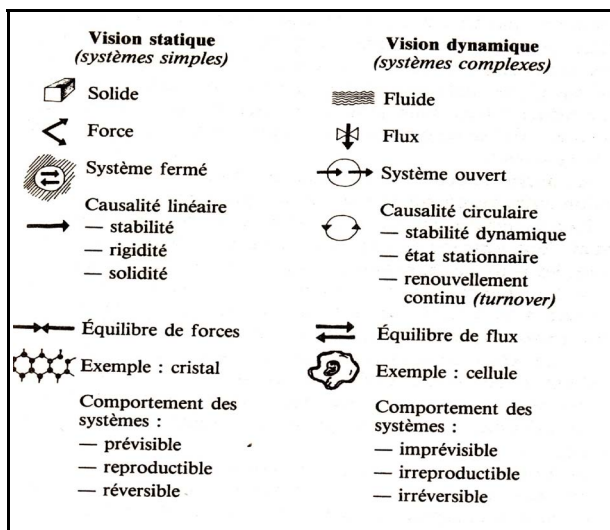 Vision statique
(systèmes simples)
Solide
Force
Système fermé
Causalité linéaire
— stabilité
— rigidité
— solidité
Équilibre de forces
Exemple : cristal
Comportement des
systèmes :
— prévisible
— reproductible
— réversible
Vision dynamique
(systèmes complexes)
Fluide
Flux
Système ouvert
Causalité circulaire
— stabilité dynamique
— état stationnaire
— renouvellement
continu (turnover)
Équilibre de flux
Exemple : cellule
Comportement des
systèmes :
— imprévisible
— irreproductible
— irréversible